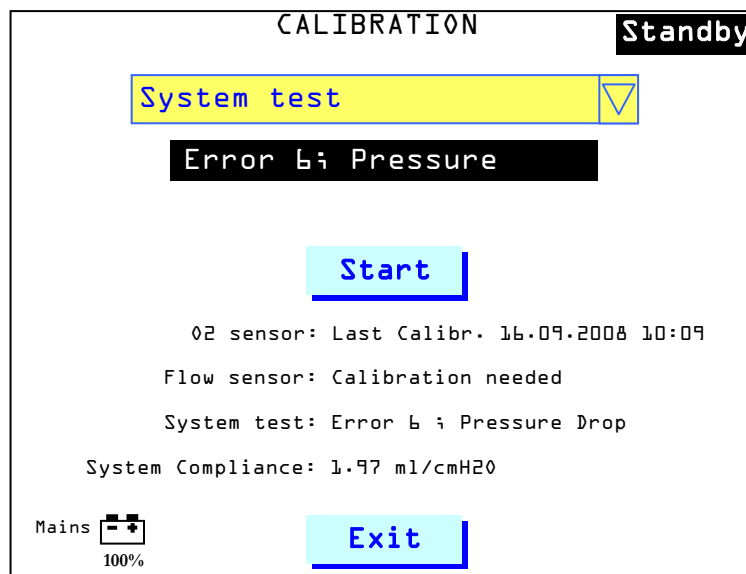 CALIBRATION
Standby
System test
Error 6; Pressure
Start
O2 sensor: Last Calibr. 16.09.2008 10:09
Flow sensor: Calibration needed
System test: Error 6 ; Pressure Drop
System Compliance: 1.97 ml/cmH2O
Mains
100%
Exit